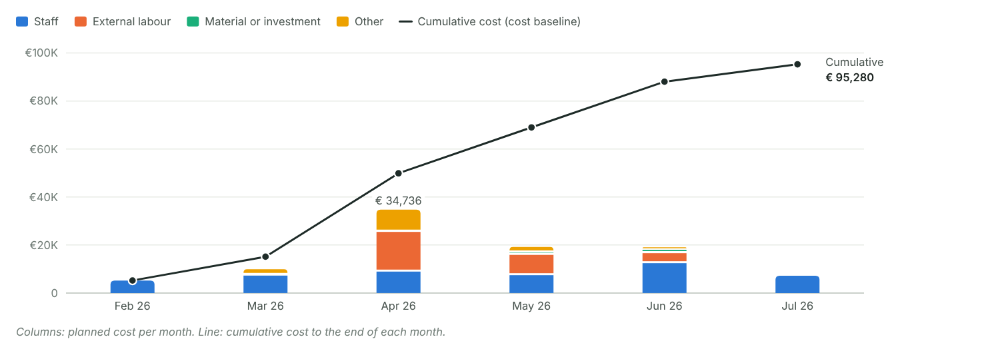 Staff External labour Material or investment Other Cumulative cost (cost baseline)
€100K
Cumulative
€ 95,280
€80K
€60K
€40K
€ 34,736
€20K
0
Feb 26 Mar 26 Apr 26 May 26 Jun 26 Jul 26
Columns: planned cost per month. Line: cumulative cost to the end of each month.